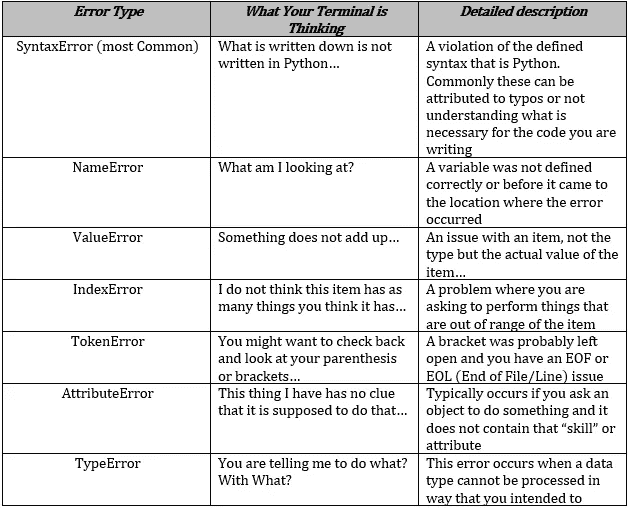 Error Type
What Your Terminal is
Thinking
Detailed description
SyntaxError (most Common)
What is written down is not
written in Python…
A violation of the defined
syntax that is Python.
Commonly these can be
attributed to typos or not
understanding what is
necessary for the code you are
writing
NameError
What am I looking at?
A variable was not defined
correctly or before it came to
the location where the error
occurred
ValueError
Something does not add up…
An issue with an item, not the
type but the actual value of the
item…
IndexError
I do not think this item has as
many things you think it has…
A problem where you are
asking to perform things that
are out of range of the item
TokenError
You might want to check back
and look at your parenthesis
or brackets…
A bracket was probably left
open and you have an EOF or
EOL (End of File/Line) issue
AttributeError
This thing I have has no clue
that it is supposed to do that…
Typically occurs if you ask an
object to do something and it
does not contain that “skill” or
attribute
TypeError
You are telling me to do what?
With What?
This error occurs when a data
type cannot be processed in
way that you intended to